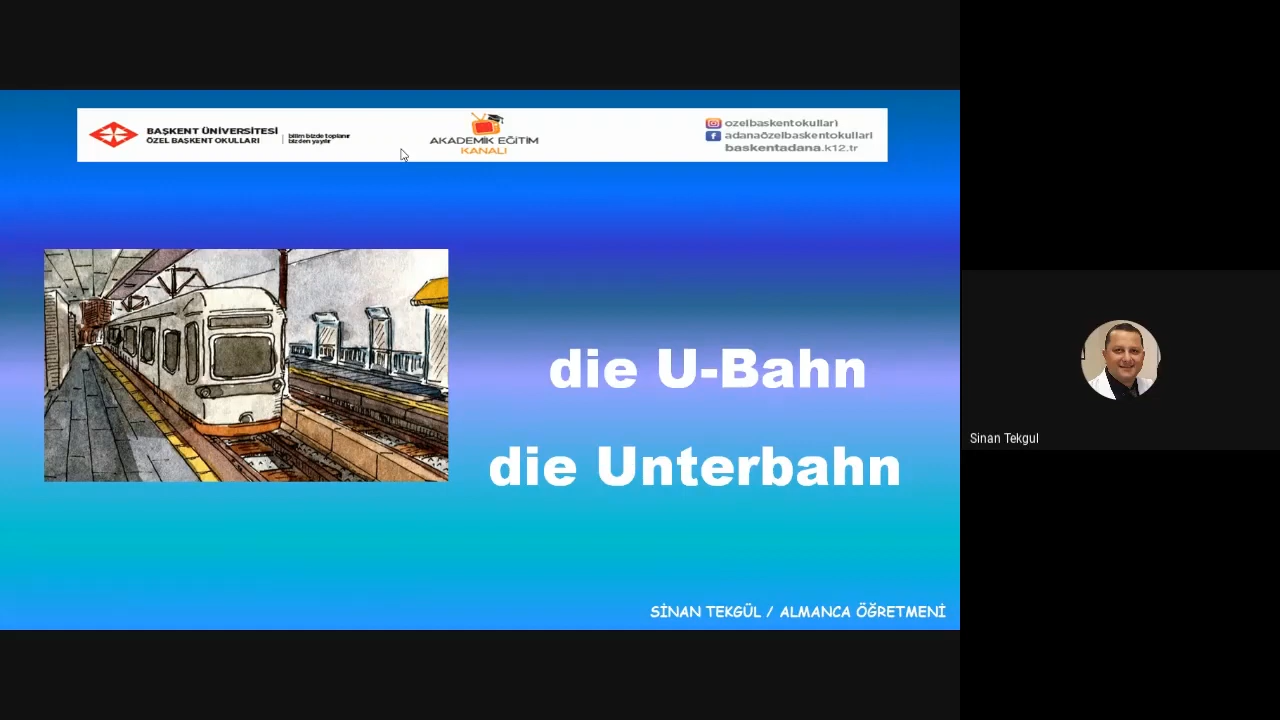 BAŞKENT ÜNİVERSİTESİ
ÖZEL BAŞKENT OKULLARI
bilim bizde toplanır
bizden yayılır
AKADEMİK EĞİTİM
KANALI
ozelbaskentokullari
adanaözelbaskentokullari
baskentadana.k12.tr
die U-Bahn
die Unterbahn
SİNAN TEKGÜL / ALMANCA ÖĞRETMENİ
Sinan Tekgul